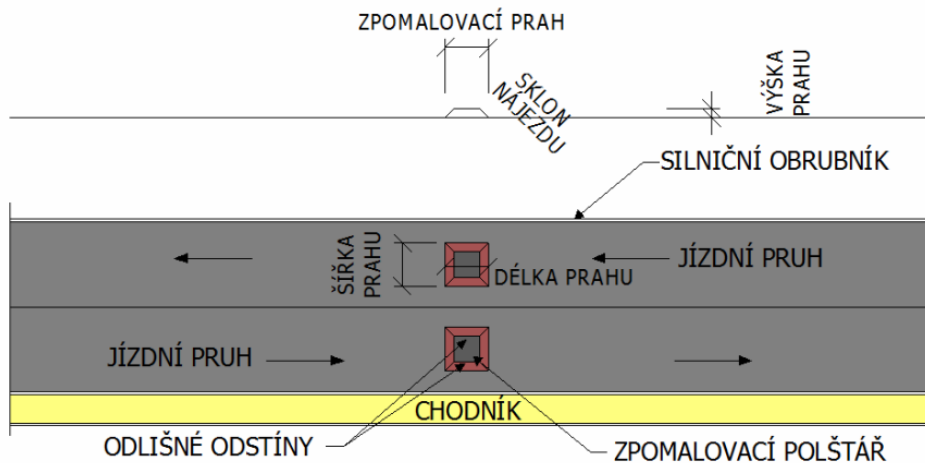 ZPOMALOVACÍ PRAH
SKLON
NÁJEZDU
VÝŠKA
PRAHU
SILNIČNÍ OBRUBNÍK
ŠÍŘKA
PRAHU
DÉLKA PRAHU
JÍZDNÍ PRUH
JÍZDNÍ PRUH
CHODNÍK
ODLIŠNÉ ODSTÍNY
ZPOMALOVACÍ POLŠTÁŘ